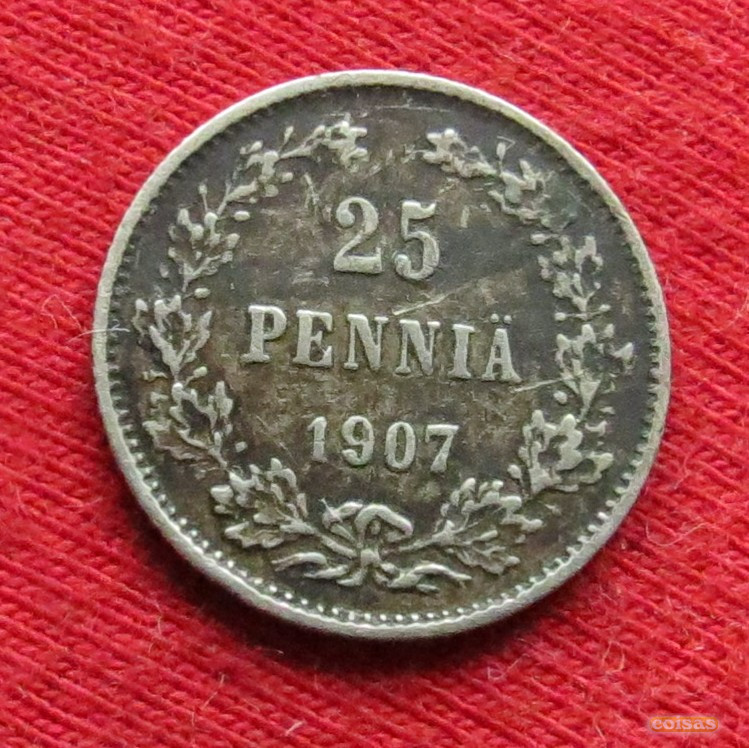 25
PENNIÄ
1907
coisas